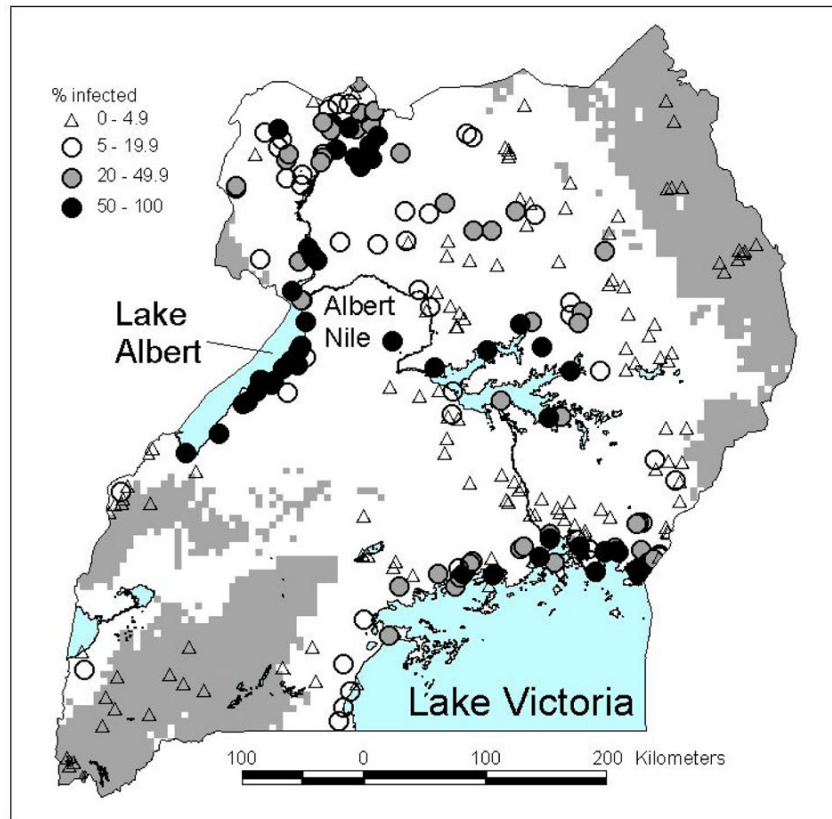 % infected
0 - 4.9
5 - 19.9
20 - 49.9
50 - 100
Lake
Albert
Albert
Nile
Lake Victoria
100 0 100 200 Kilometers